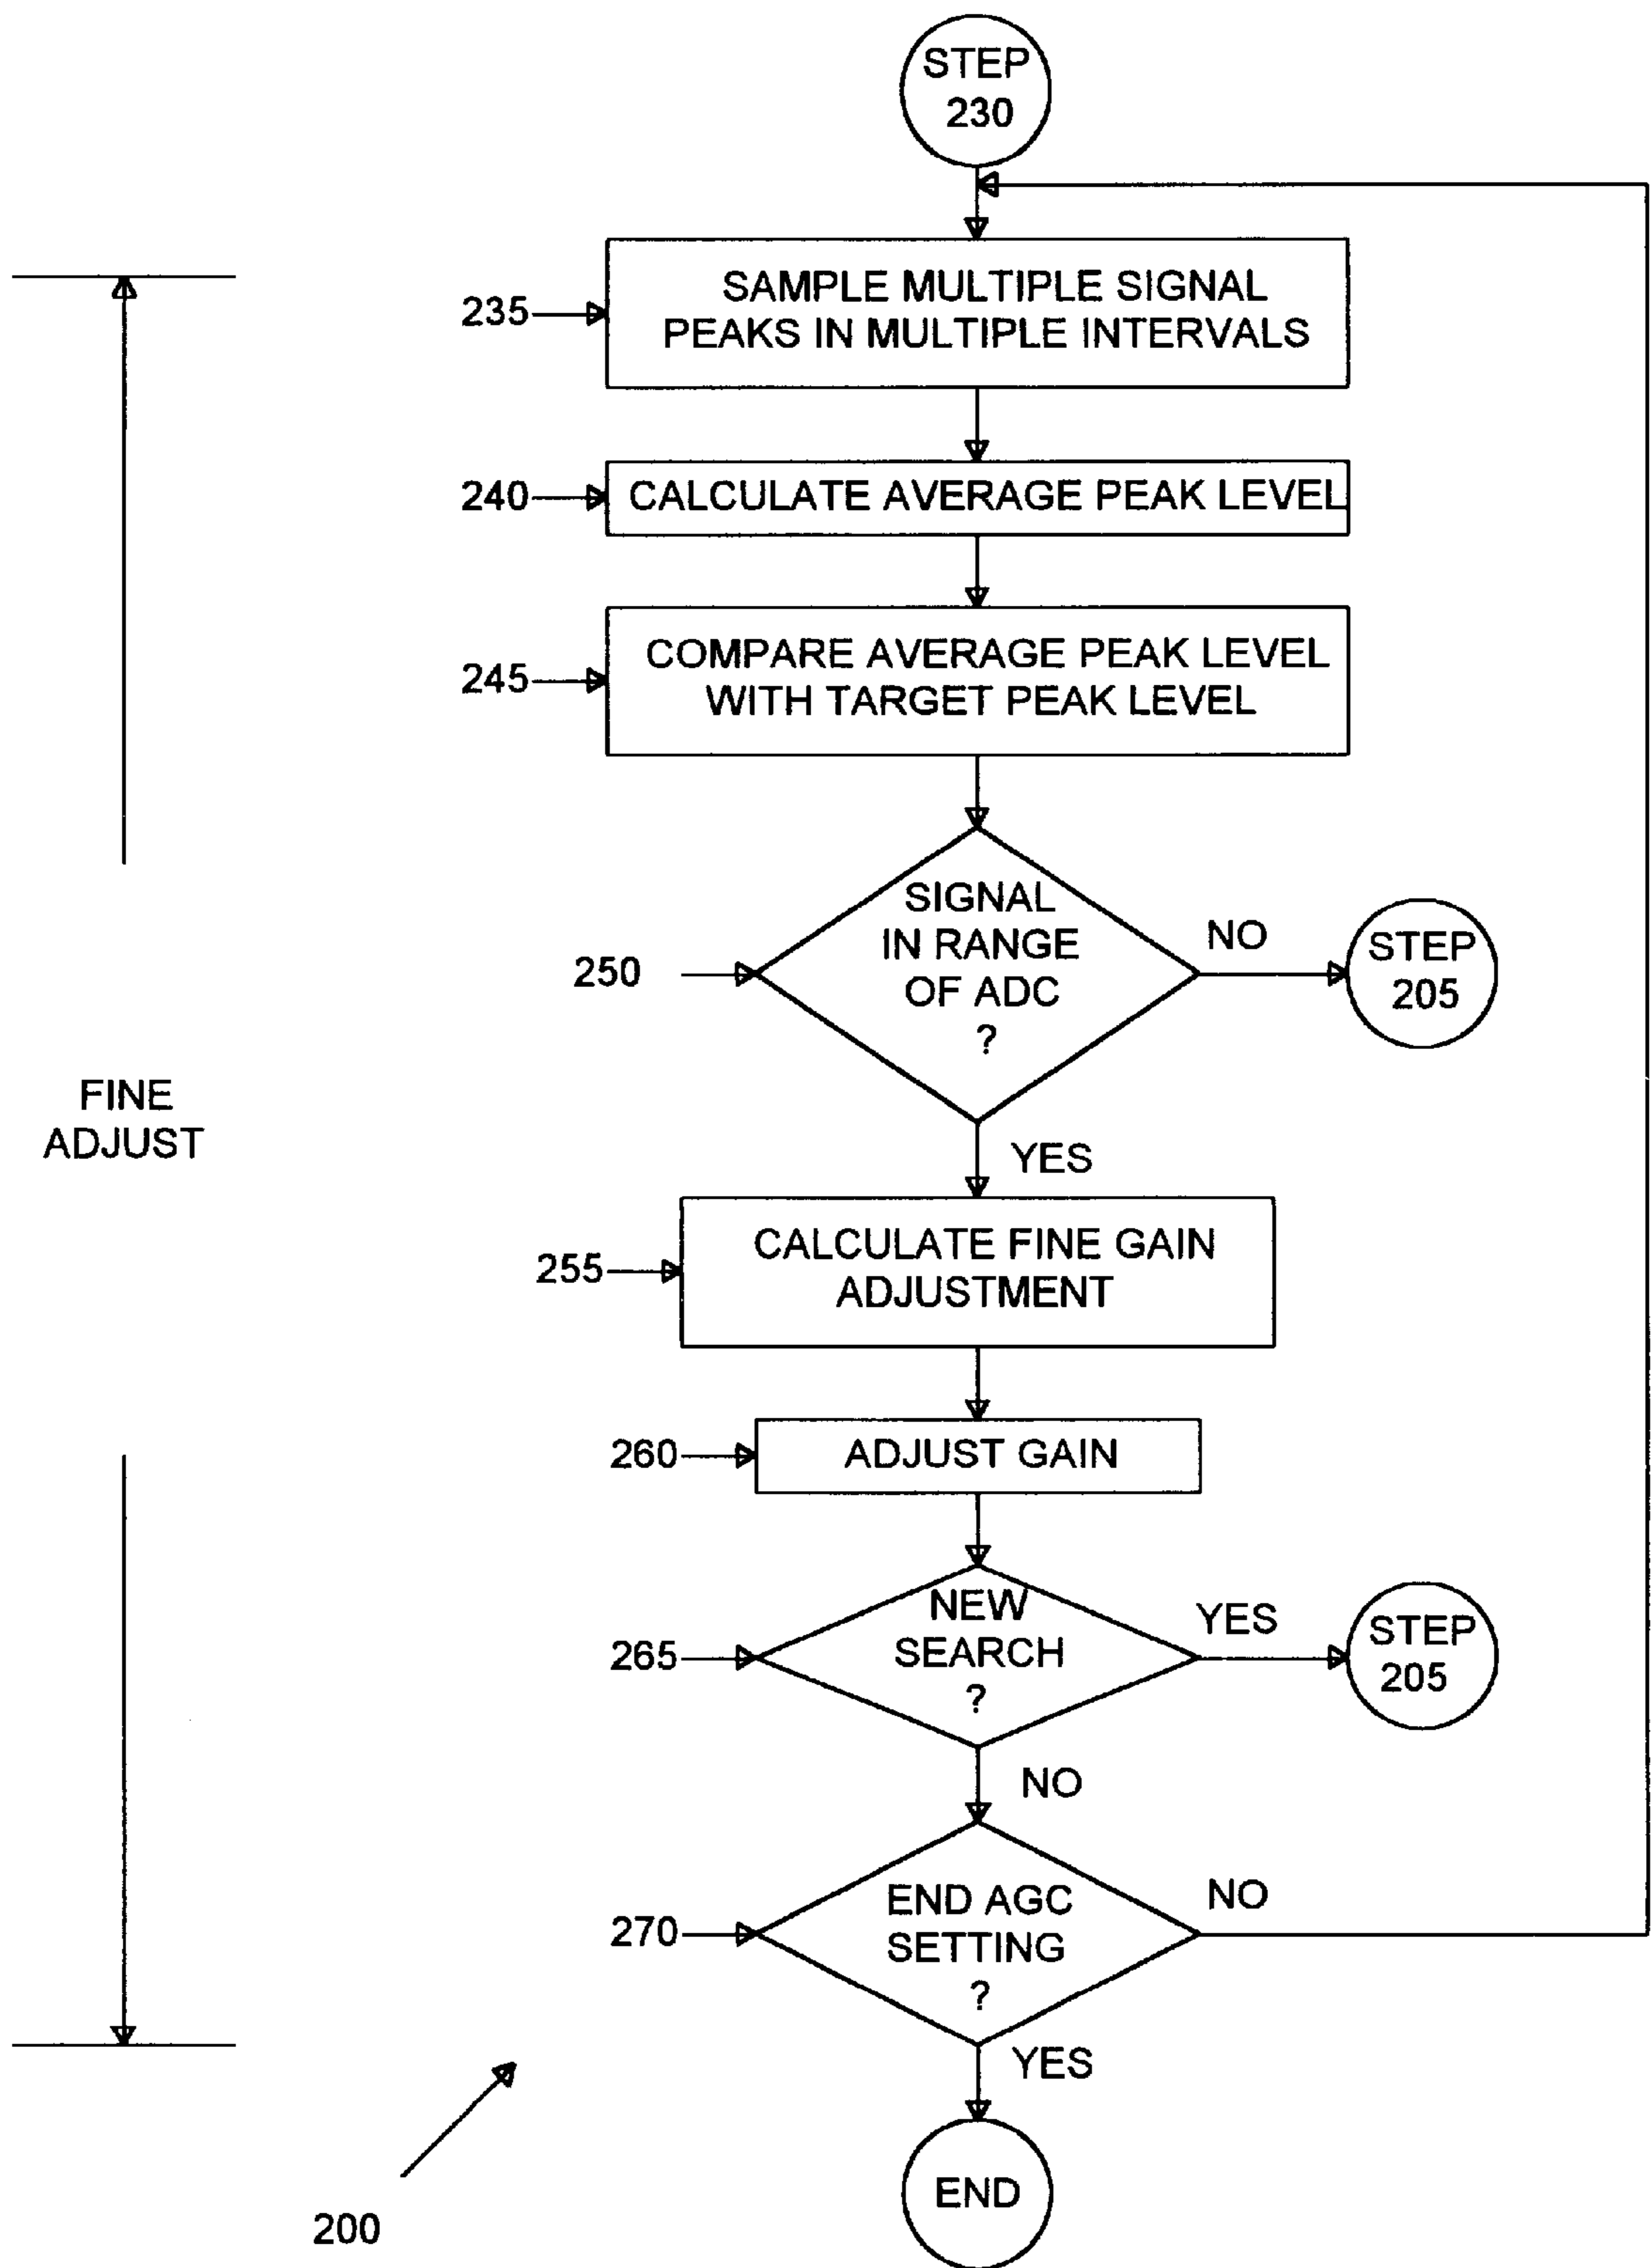 STEP
230
235
SAMPLE MULTIPLE SIGNAL
PEAKS IN MULTIPLE INTERVALS
240
CALCULATE AVERAGE PEAK LEVEL
245
COMPARE AVERAGE PEAK LEVEL
WITH TARGET PEAK LEVEL
250
SIGNAL
IN RANGE
OF ADC
?
NO
STEP
205
YES
FINE
ADJUST
255
CALCULATE FINE GAIN
ADJUSTMENT
260
ADJUST GAIN
265
NEW
SEARCH
?
YES
STEP
205
NO
270
END AGC
SETTING
?
NO
YES
END
200